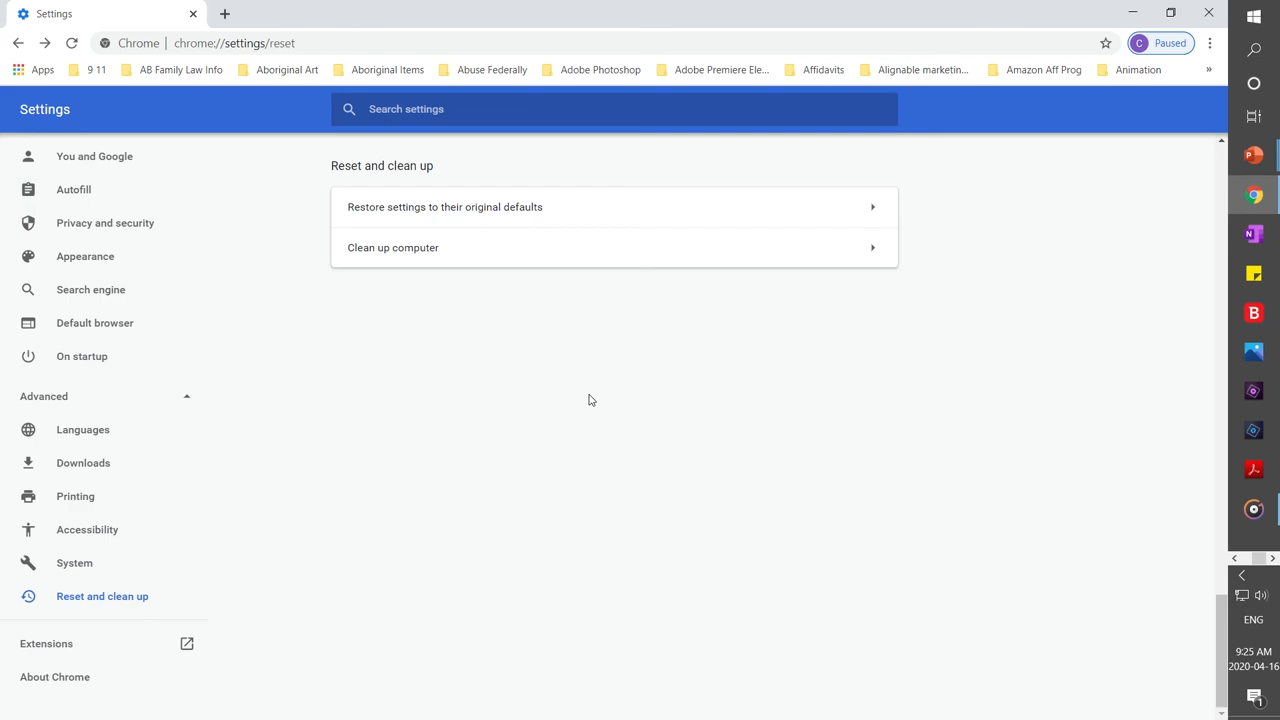 Settings
Chrome | chrome://settings/reset
Paused
C
Apps 9 11 AB Family Law Info Aboriginal Art Aboriginal Items Abuse Federally Adobe Photoshop Adobe Premiere Ele... Affidavits Alignable marketin... Amazon Aff Prog Animation »
Settings
Search settings
You and Google
Autofill
Privacy and security
Appearance
Search engine
Default browser
On startup
Advanced
Languages
Downloads
Printing
Accessibility
System
Reset and clean up
Extensions
About Chrome
Reset and clean up
Restore settings to their original defaults
Clean up computer
P
N
B
ENG
9:25 AM
2020-04-16
1